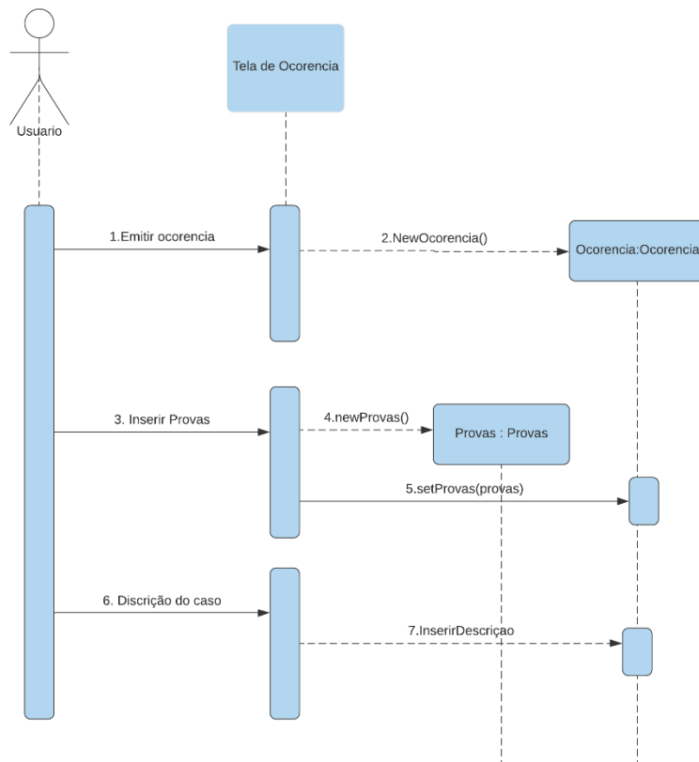 Tela de Ocorencia
Usuario
1.Emitir ocorencia
2.NewOcorencia()
Ocorencia:Ocorencia
3. Inserir Provas
4.newProvas()
Provas : Provas
5.setProvas(provas)
6. Discrição do caso
7.InserirDescriçao